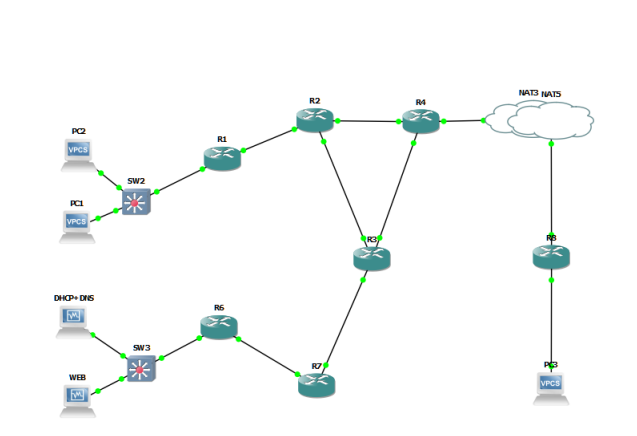 NAT3 NAT5
R2
R4
PC2
R1
VPCS
SW2
PC1
VPCS
R3
R8
DHCP+DNS
R6
SW3
R7
PC3
WEB
VPCS